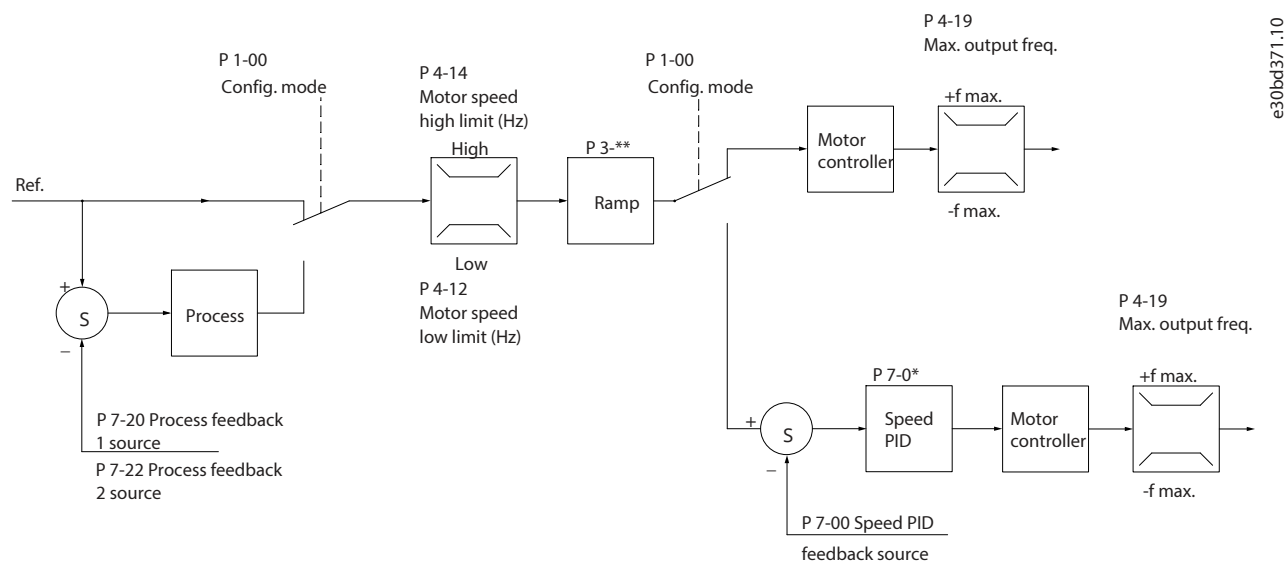 P 4-19
Max. output freq.
e30bd371.10
P 1-00
Config. mode
P 4-14
Motor speed
high limit (Hz)
High
P 1-00
Config. mode
+f max.
P 3-**
Motor
controller
Ref.
Ramp
-f max.
Low
P 4-12
Motor speed
low limit (Hz)
+
S
–
Process
P 4-19
Max. output freq.
P 7-20 Process feedback
1 source
P 7-22 Process feedback
2 source
P 7-0*
+f max.
+
S
–
Speed
PID
Motor
controller
-f max.
P 7-00 Speed PID
feedback source